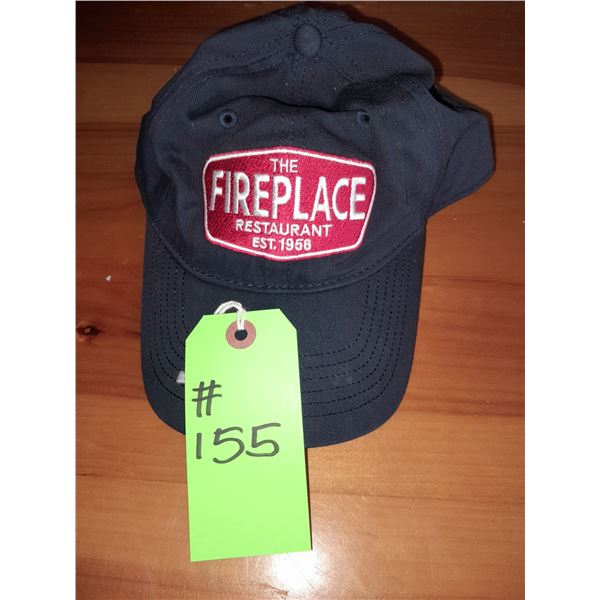 THE
FIREPLACE
RESTAURANT
EST. 1956
#
155